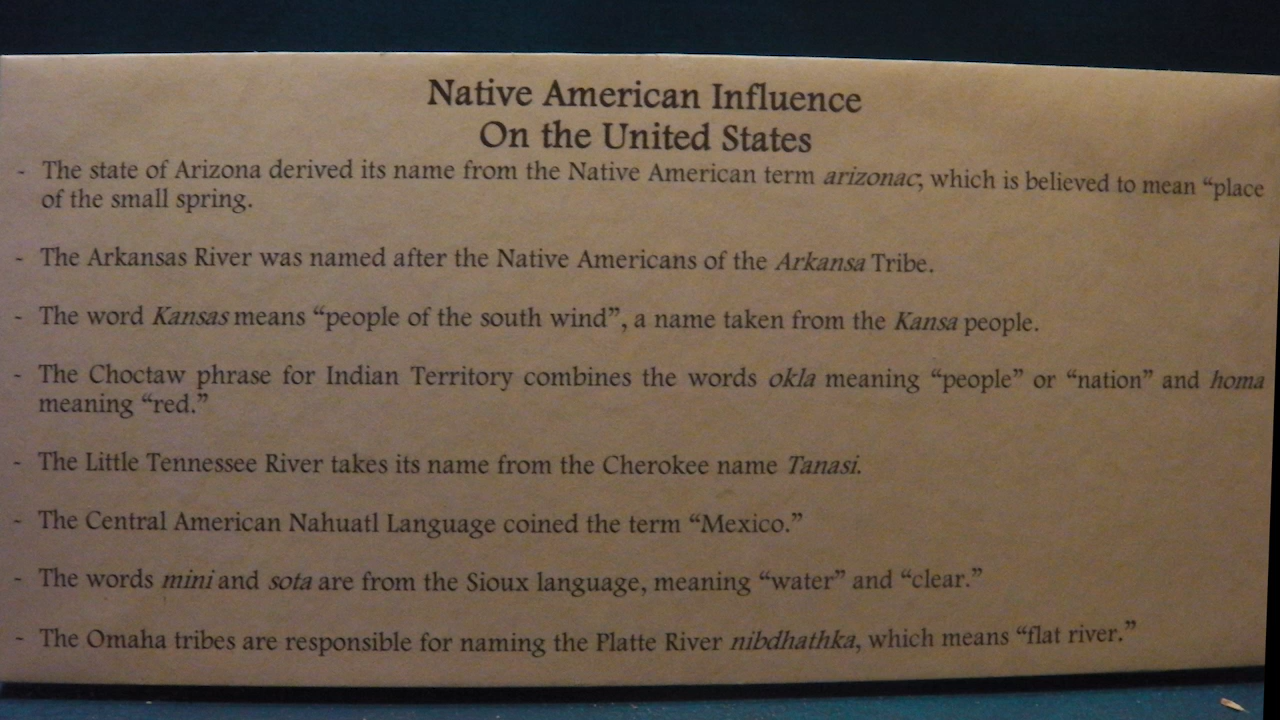 Native American Influence
On the United States
- The state of Arizona derived its name from the Native American term arizonac, which is believed to mean “place
of the small spring.
- The Arkansas River was named after the Native Americans of the Arkansa Tribe.
- The word Kansas means “people of the south wind”, a name taken from the Kansa people.
- The Choctaw phrase for Indian Territory combines the words okla meaning “people” or “nation” and homa
meaning “red.”
- The Little Tennessee River takes its name from the Cherokee name Tanasi.
- The Central American Nahuatl Language coined the term “Mexico.”
- The words mini and sota are from the Sioux language, meaning “water” and “clear.”
- The Omaha tribes are responsible for naming the Platte River nibdhathka, which means “flat river.”